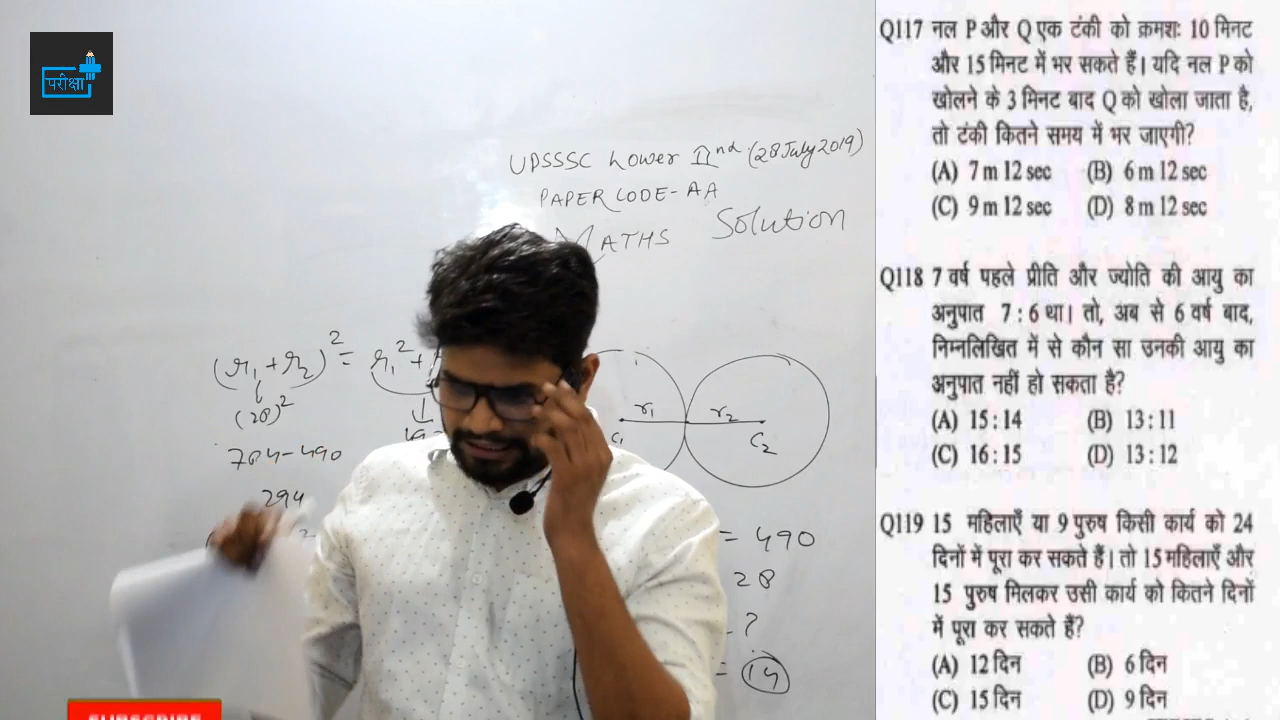 परीक्षा
UPSSSC Lower IInd (28 July 2019)
PAPER CODE-AA
MATHS Solution
(r₁+r₂)² = r₁²+
(28)²
784-490
294
r₁ r₂
C₁ C₂
= 490
28
?
= 14
SUBSCRIBE
Q117 नल P और Q एक टंकी को क्रमशः 10 मिनट
और 15 मिनट में भर सकते हैं। यदि नल P को
खोलने के 3 मिनट बाद Q को खोला जाता है,
तो टंकी कितने समय में भर जाएगी?
(A) 7 m 12 sec (B) 6 m 12 sec
(C) 9 m 12 sec (D) 8 m 12 sec
Q118 7 वर्ष पहले प्रीति और ज्योति की आयु का
अनुपात 7 : 6 था। तो, अब से 6 वर्ष बाद,
निम्नलिखित में से कौन सा उनकी आयु का
अनुपात नहीं हो सकता है?
(A) 15 : 14 (B) 13 : 11
(C) 16 : 15 (D) 13 : 12
Q119 15 महिलाएँ या 9 पुरुष किसी कार्य को 24
दिनों में पूरा कर सकते हैं। तो 15 महिलाएँ और
15 पुरुष मिलकर उसी कार्य को कितने दिनों
में पूरा कर सकते हैं?
(A) 12 दिन (B) 6 दिन
(C) 15 दिन (D) 9 दिन